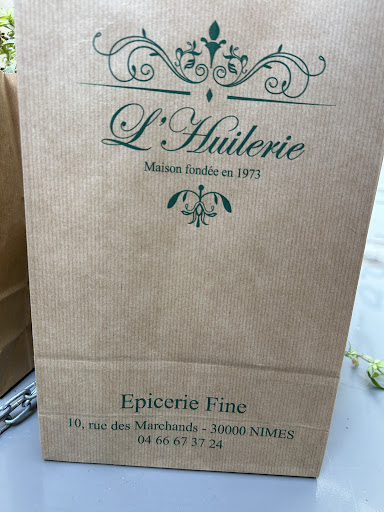 L'Huilerie
Maison fondée en 1973
Epicerie Fine
10, rue des Marchands - 30000 NIMES
04 66 67 37 24